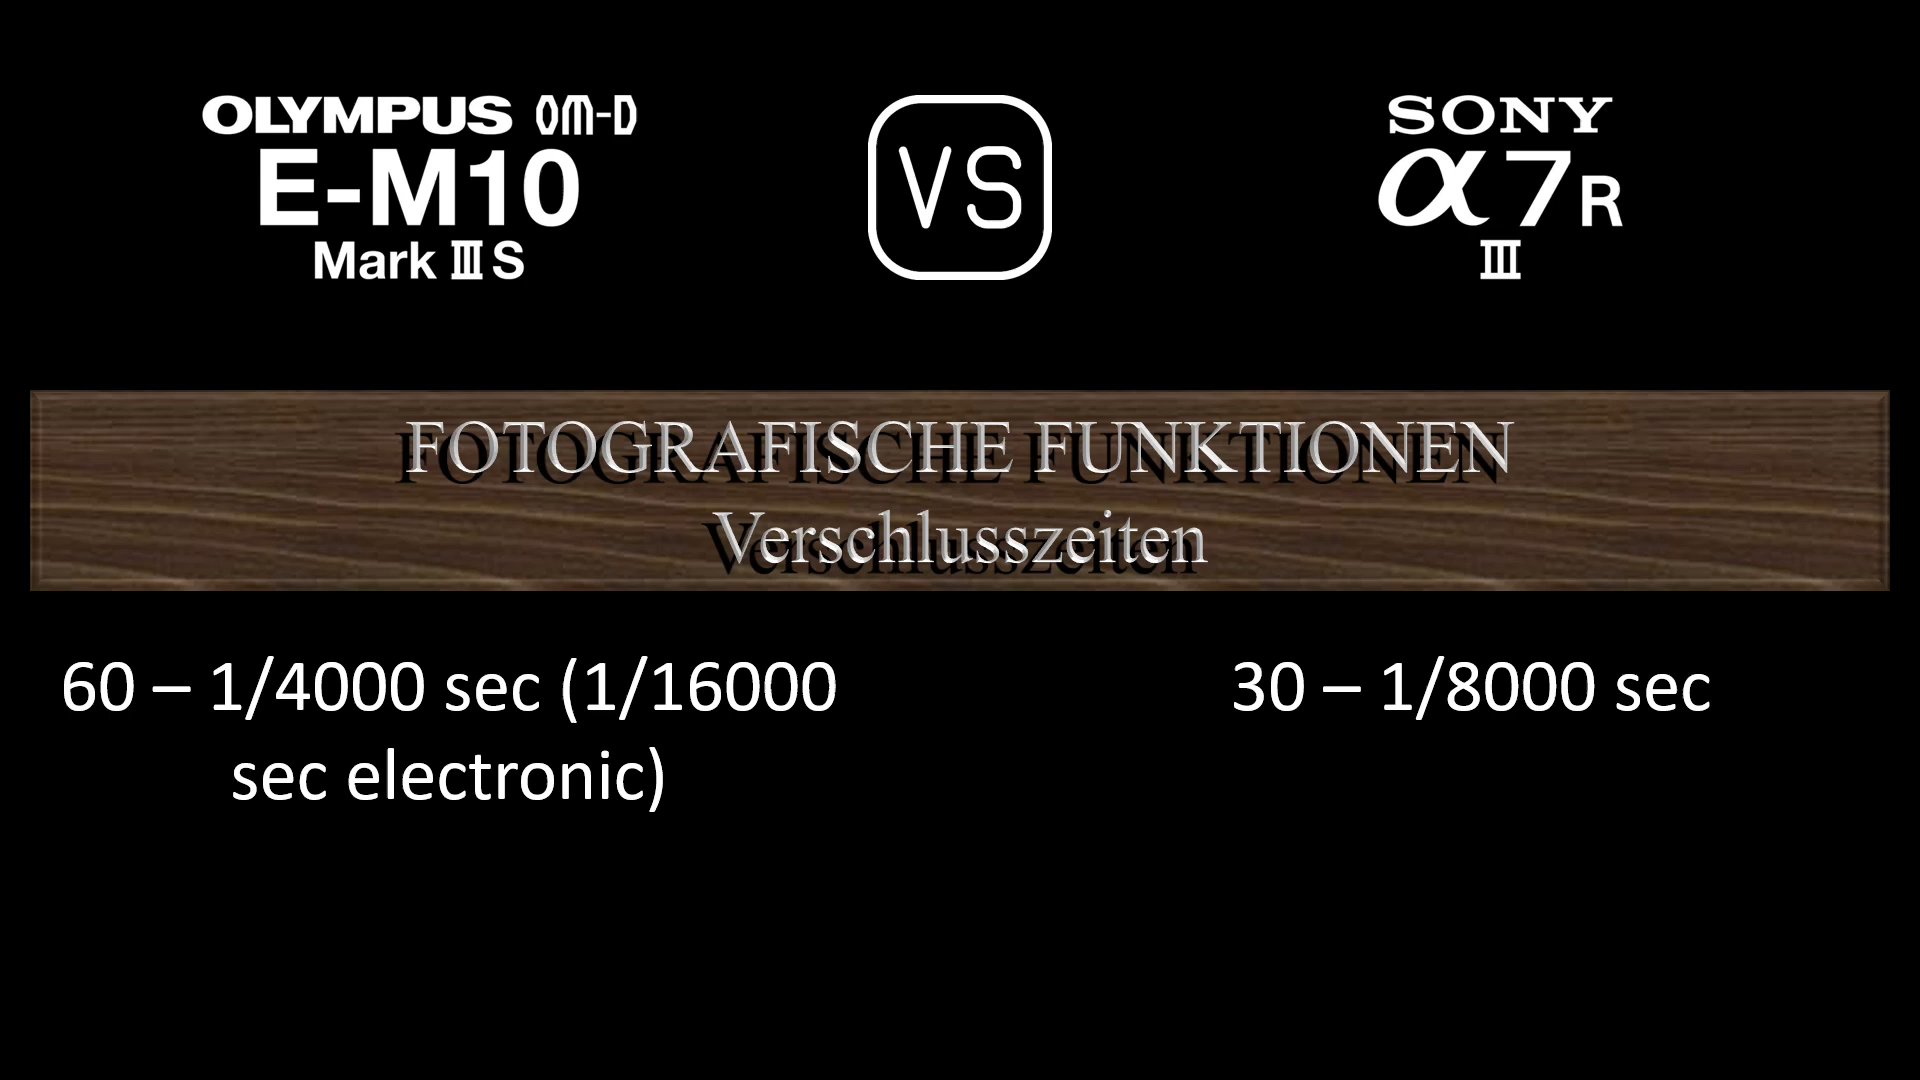 OLYMPUS OM-D
E-M10
Mark III S
VS
SONY
α7R
III
FOTOGRAFISCHE FUNKTIONEN
Verschlusszeiten
60 – 1/4000 sec (1/16000
sec electronic)
30 – 1/8000 sec